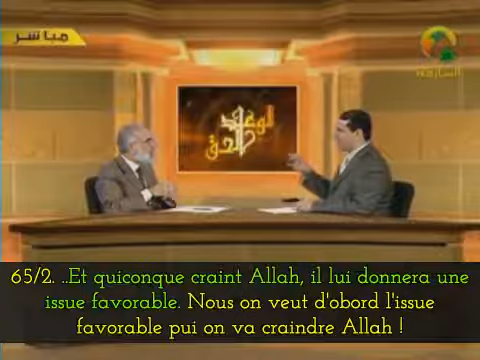 مباشر
الشارقة
الوعد
الحق
65/2. ..Et quiconque craint Allah, il lui donnera une
issue favorable. Nous on veut d'obord l'issue
favorable pui on va craindre Allah !